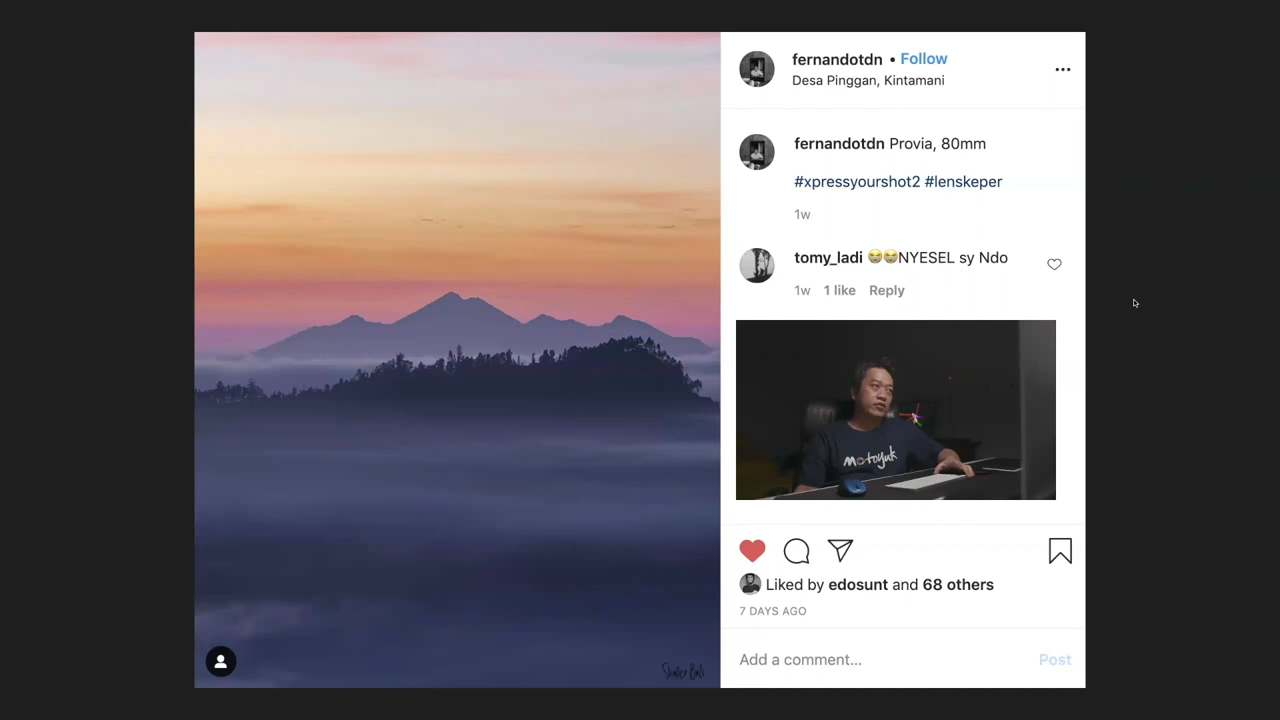 fernandotdn • Follow
Desa Pinggan, Kintamani
fernandotdn Provia, 80mm
#xpressyourshot2 #lenskeper
1w
tomy_ladi 😭😭NYESEL sy Ndo
1w 1 like Reply
motoyuk
Liked by edosunt and 68 others
7 DAYS AGO
Add a comment... Post